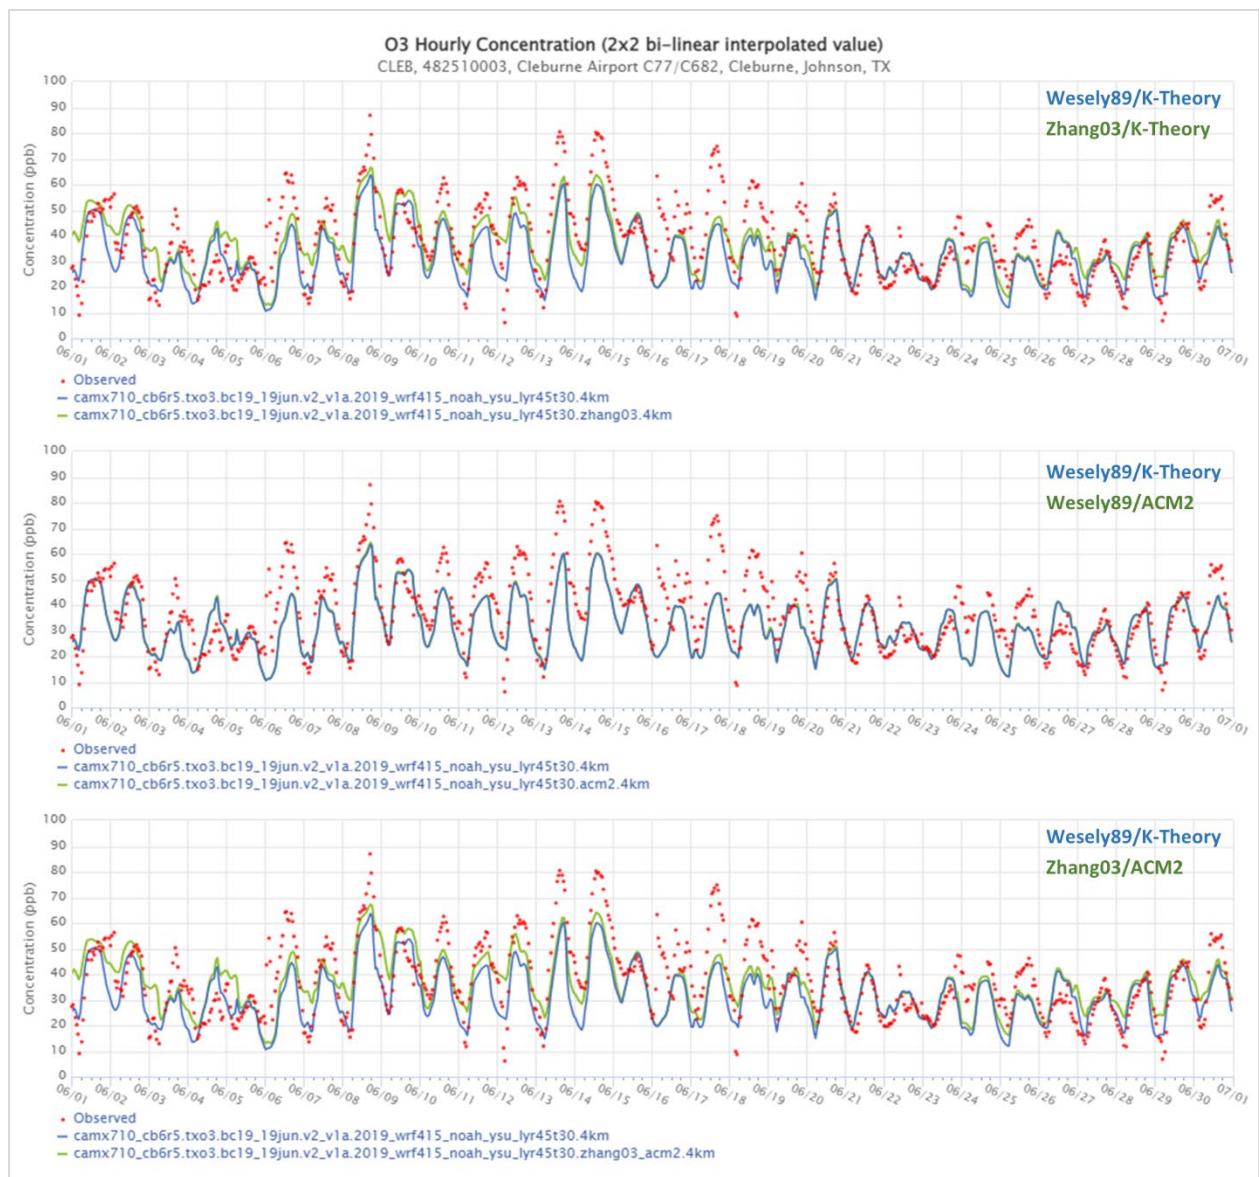 O3 Hourly Concentration (2x2 bi-linear interpolated value)
CLEB, 482510003, Cleburne Airport C77/C682, Cleburne, Johnson, TX
Wesely89/K-Theory
Zhang03/K-Theory
Concentration (ppb)
100
90
80
70
60
50
40
30
20
10
0
06/01 06/02 06/03 06/04 06/05 06/06 06/07 06/08 06/09 06/10 06/11 06/12 06/13 06/14 06/15 06/16 06/17 06/18 06/19 06/20 06/21 06/22 06/23 06/24 06/25 06/26 06/27 06/28 06/29 06/30 07/01
Observed
camx710_cb6r5.txo3.bc19_19jun.v2_v1a.2019_wrf415_noah_ysu_lyr45t30.4km
camx710_cb6r5.txo3.bc19_19jun.v2_v1a.2019_wrf415_noah_ysu_lyr45t30.zhang03.4km
Wesely89/K-Theory
Wesely89/ACM2
Concentration (ppb)
100
90
80
70
60
50
40
30
20
10
0
06/01 06/02 06/03 06/04 06/05 06/06 06/07 06/08 06/09 06/10 06/11 06/12 06/13 06/14 06/15 06/16 06/17 06/18 06/19 06/20 06/21 06/22 06/23 06/24 06/25 06/26 06/27 06/28 06/29 06/30 07/01
Observed
camx710_cb6r5.txo3.bc19_19jun.v2_v1a.2019_wrf415_noah_ysu_lyr45t30.4km
camx710_cb6r5.txo3.bc19_19jun.v2_v1a.2019_wrf415_noah_ysu_lyr45t30.acm2.4km
Wesely89/K-Theory
Zhang03/ACM2
Concentration (ppb)
100
90
80
70
60
50
40
30
20
10
0
06/01 06/02 06/03 06/04 06/05 06/06 06/07 06/08 06/09 06/10 06/11 06/12 06/13 06/14 06/15 06/16 06/17 06/18 06/19 06/20 06/21 06/22 06/23 06/24 06/25 06/26 06/27 06/28 06/29 06/30 07/01
Observed
camx710_cb6r5.txo3.bc19_19jun.v2_v1a.2019_wrf415_noah_ysu_lyr45t30.4km
camx710_cb6r5.txo3.bc19_19jun.v2_v1a.2019_wrf415_noah_ysu_lyr45t30.zhang03_acm2.4km